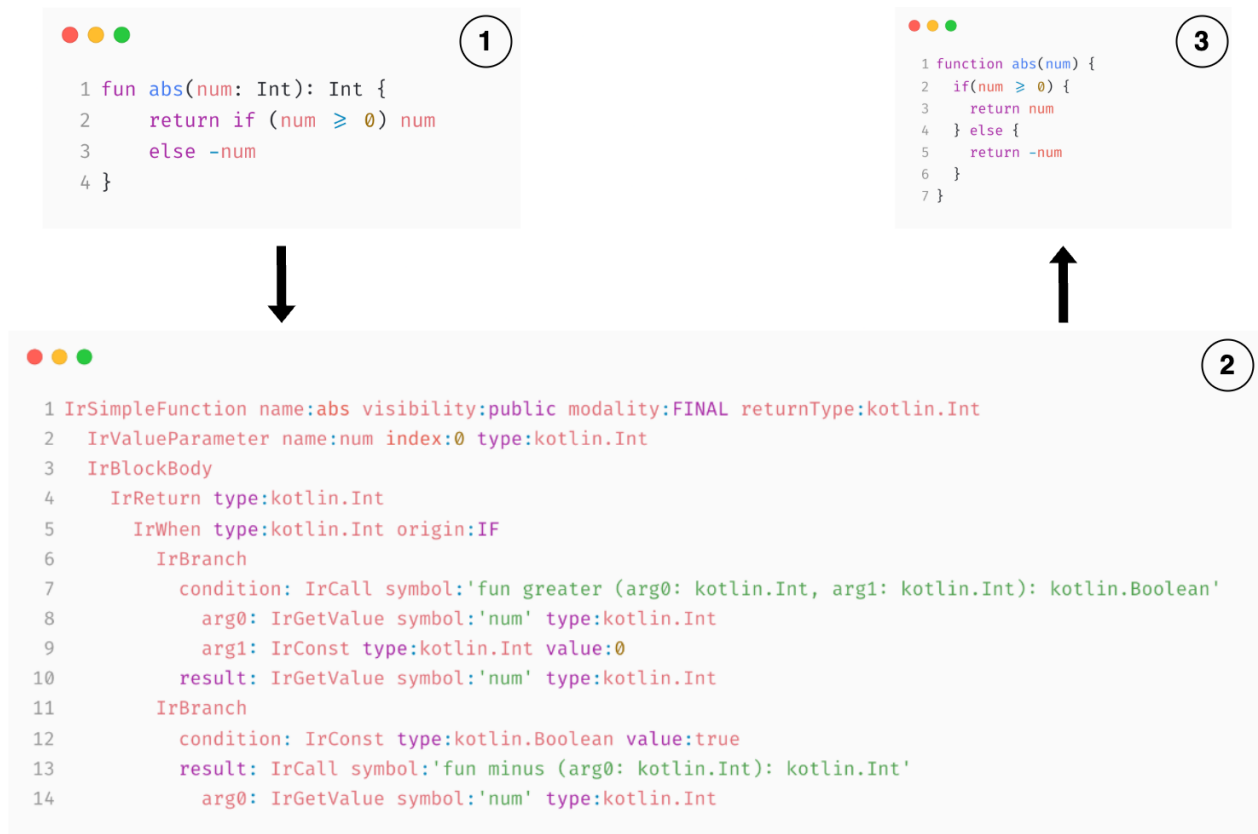 1
1 fun abs(num: Int): Int {
2     return if (num ⩾ 0) num
3     else -num
4 }
3
1 function abs(num) {
2   if(num ⩾ 0) {
3     return num
4   } else {
5     return -num
6   }
7 }
2
1 IrSimpleFunction name:abs visibility:public modality:FINAL returnType:kotlin.Int
2   IrValueParameter name:num index:0 type:kotlin.Int
3   IrBlockBody
4     IrReturn type:kotlin.Int
5       IrWhen type:kotlin.Int origin:IF
6         IrBranch
7           condition: IrCall symbol:'fun greater (arg0: kotlin.Int, arg1: kotlin.Int): kotlin.Boolean'
8             arg0: IrGetValue symbol:'num' type:kotlin.Int
9             arg1: IrConst type:kotlin.Int value:0
10           result: IrGetValue symbol:'num' type:kotlin.Int
11         IrBranch
12           condition: IrConst type:kotlin.Boolean value:true
13           result: IrCall symbol:'fun minus (arg0: kotlin.Int): kotlin.Int'
14             arg0: IrGetValue symbol:'num' type:kotlin.Int